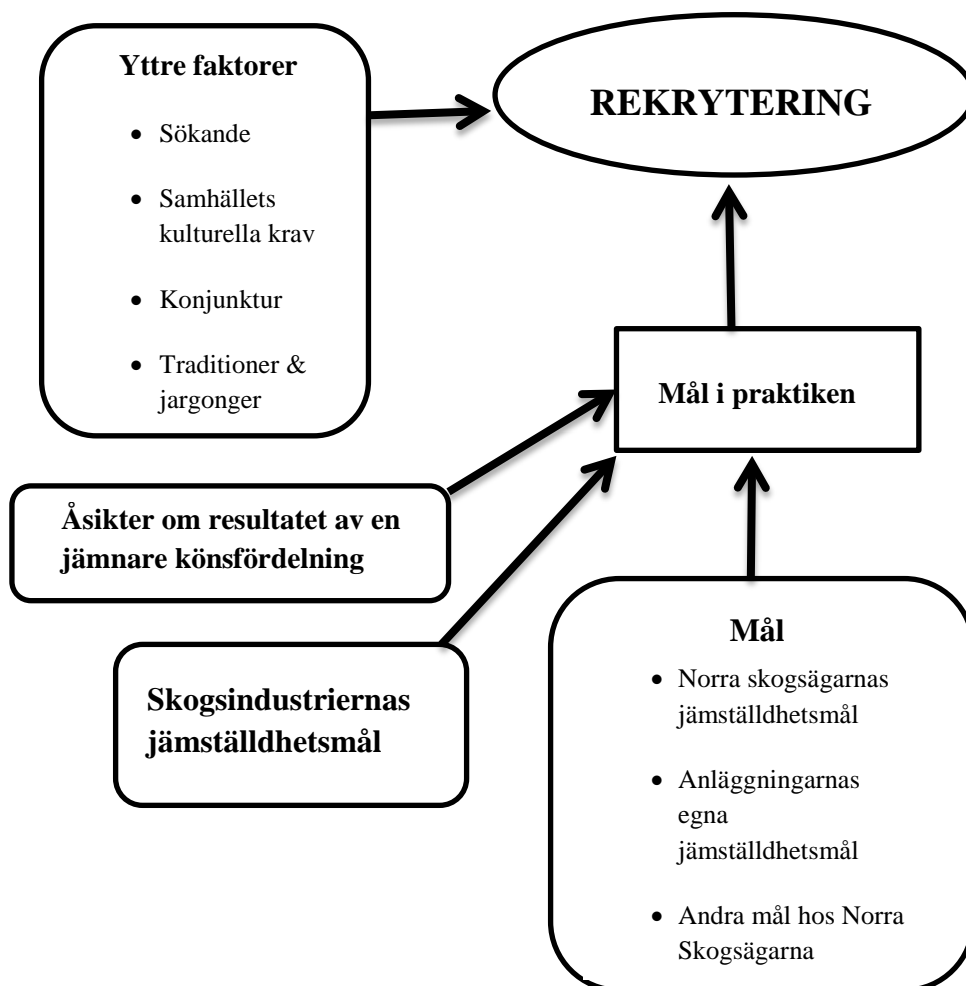 Yttre faktorer
• Sökande
• Samhällets
kulturella krav
• Konjunktur
• Traditioner &
jargonger
REKRYTERING
Mål i praktiken
Åsikter om resultatet av en
jämnare könsfördelning
Skogsindustriernas
jämställdhetsmål
Mål
• Norra skogsägarnas
jämställdhetsmål
• Anläggningarnas
egna
jämställdhetsmål
• Andra mål hos Norra
Skogsägarna